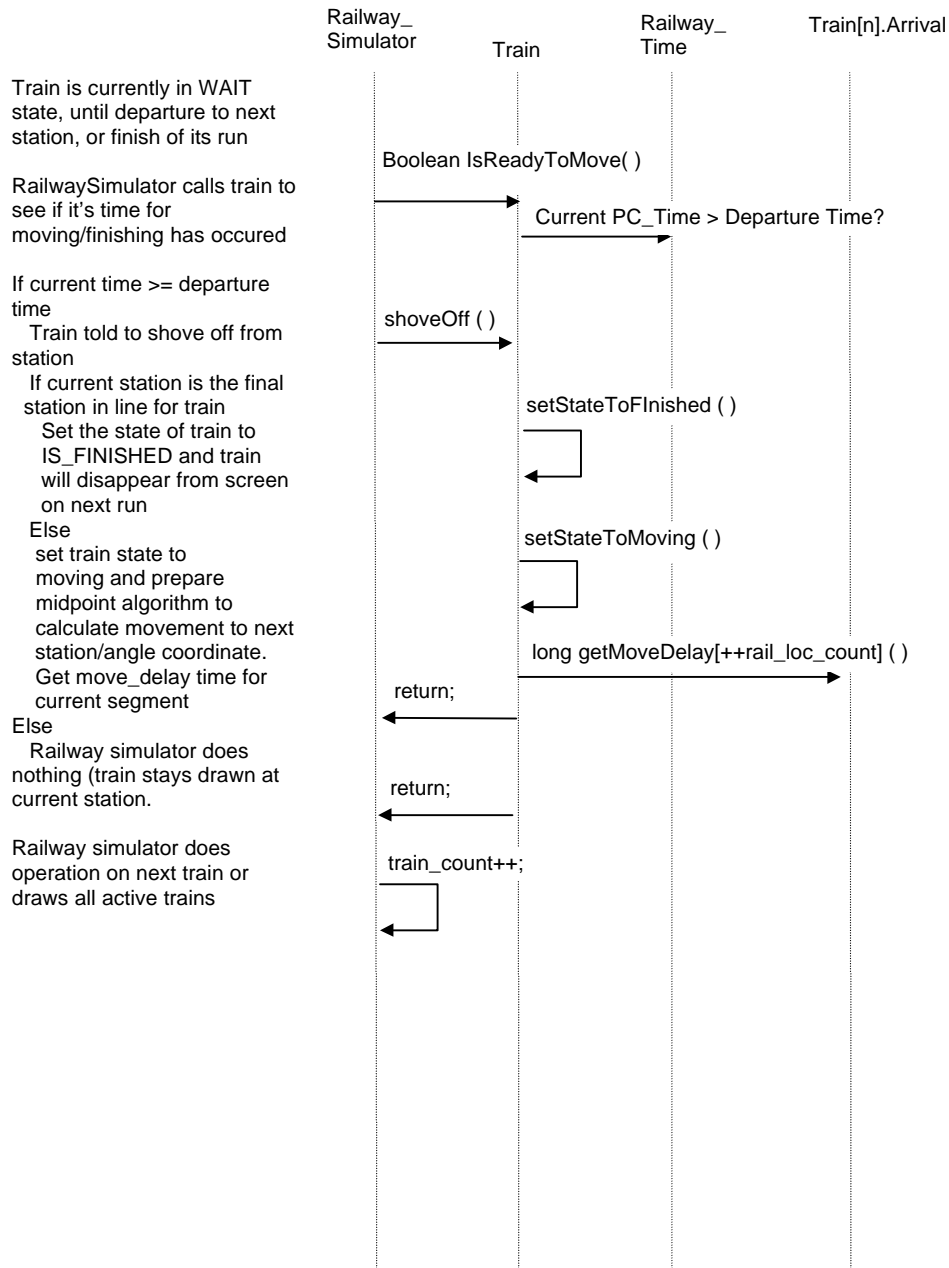 Railway_
Simulator
Train
Railway_
Time
Train[n].Arrival
Train is currently in WAIT
state, until departure to next
station, or finish of its run
RailwaySimulator calls train to
see if it's time for
moving/finishing has occured
If current time >= departure
time
Train told to shove off from
station
If current station is the final
station in line for train
Set the state of train to
IS_FINISHED and train
will disappear from screen
on next run
Else
set train state to
moving and prepare
midpoint algorithm to
calculate movement to next
station/angle coordinate.
Get move_delay time for
current segment
Else
Railway simulator does
nothing (train stays drawn at
current station.
Railway simulator does
operation on next train or
draws all active trains
Boolean IsReadyToMove( )
Current PC_Time > Departure Time?
shoveOff ( )
setStateToFInished ( )
setStateToMoving ( )
long getMoveDelay[++rail_loc_count] ( )
return;
return;
train_count++;